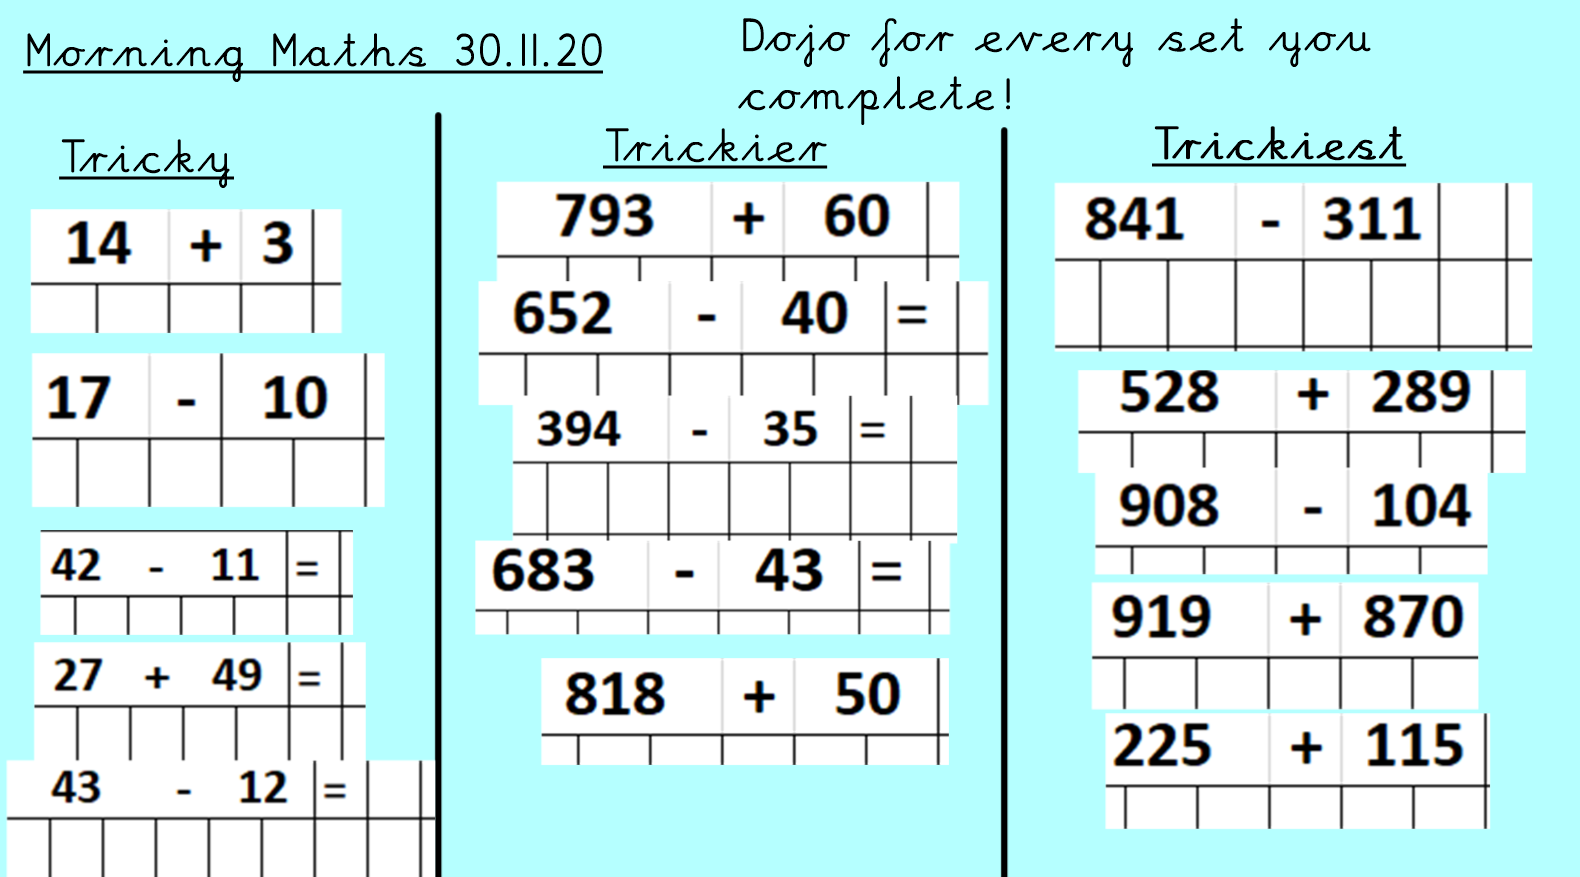 Morning Maths 30.11.20
Dojo for every set you
complete!
Tricky
14 + 3
17 - 10
42 - 11 =
27 + 49 =
43 - 12 =
Trickier
793 + 60
652 - 40 =
394 - 35 =
683 - 43 =
818 + 50
Trickiest
841 - 311
528 + 289
908 - 104
919 + 870
225 + 115